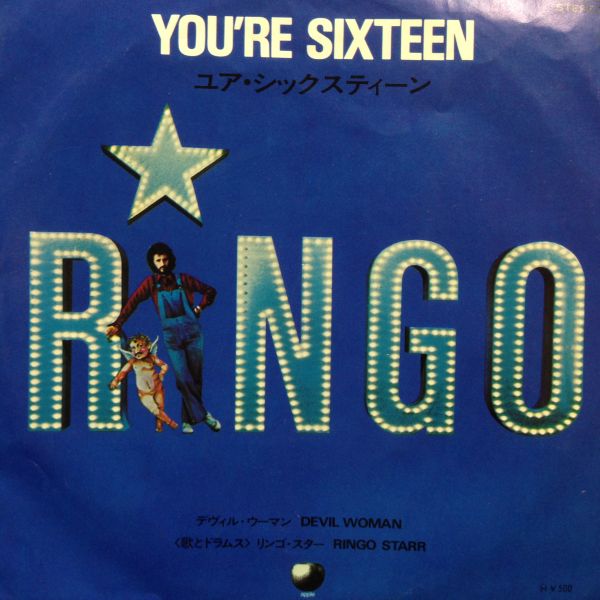 STEREO
YOU'RE SIXTEEN
ユア・シックスティーン
RINGO
デヴィル・ウーマン DEVIL WOMAN
〈歌とドラムス〉リンゴ・スター RINGO STARR
apple